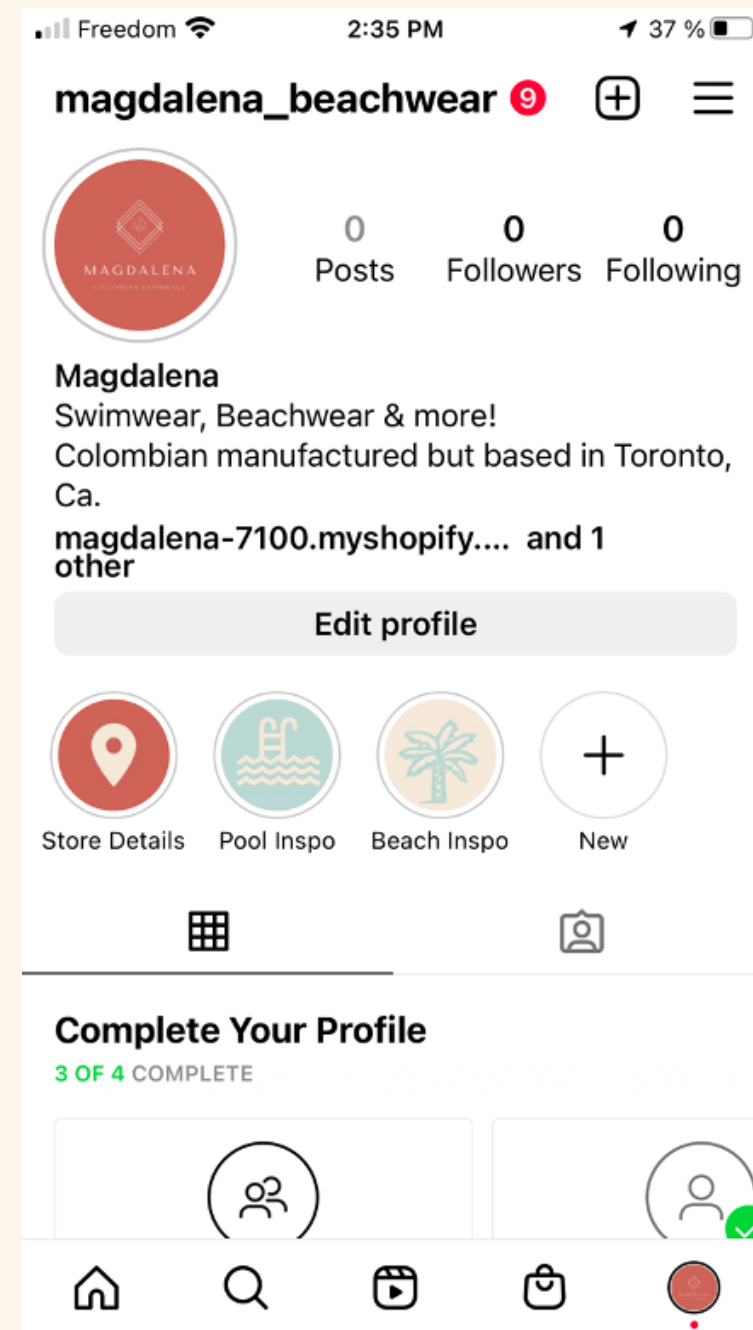 Freedom 2:35 PM 37 %
magdalena_beachwear 9
MAGDALENA
COLOMBIAN EXPERIENCE
0 0 0
Posts Followers Following
Magdalena
Swimwear, Beachwear & more!
Colombian manufactured but based in Toronto,
Ca.
magdalena-7100.myshopify.... and 1
other
Edit profile
Store Details Pool Inspo Beach Inspo New
Complete Your Profile
3 OF 4 COMPLETE